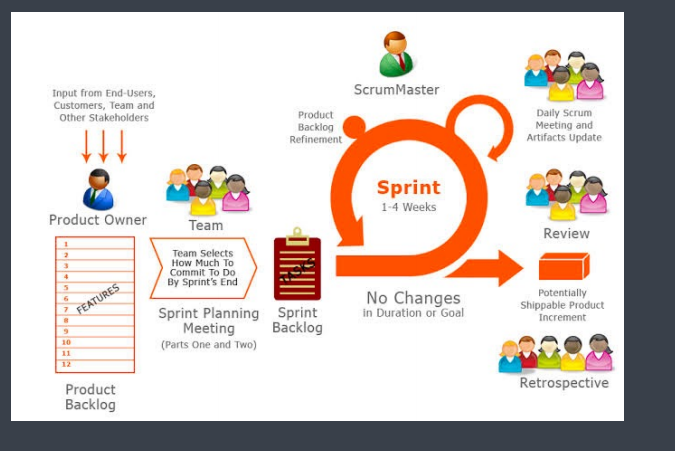 Input from End-Users,
Customers, Team and
Other Stakeholders
Product Owner
1
2
3
4
5
6
7
8
9
10
11
12
FEATURES
Product
Backlog
Team
Team Selects
How Much To
Commit To Do
By Sprint's End
Sprint Planning
Meeting
(Parts One and Two)
Sprint
Backlog
ScrumMaster
Product
Backlog
Refinement
Sprint
1-4 Weeks
No Changes
in Duration or Goal
Daily Scrum
Meeting and
Artifacts Update
Review
Potentially
Shippable Product
Increment
Retrospective